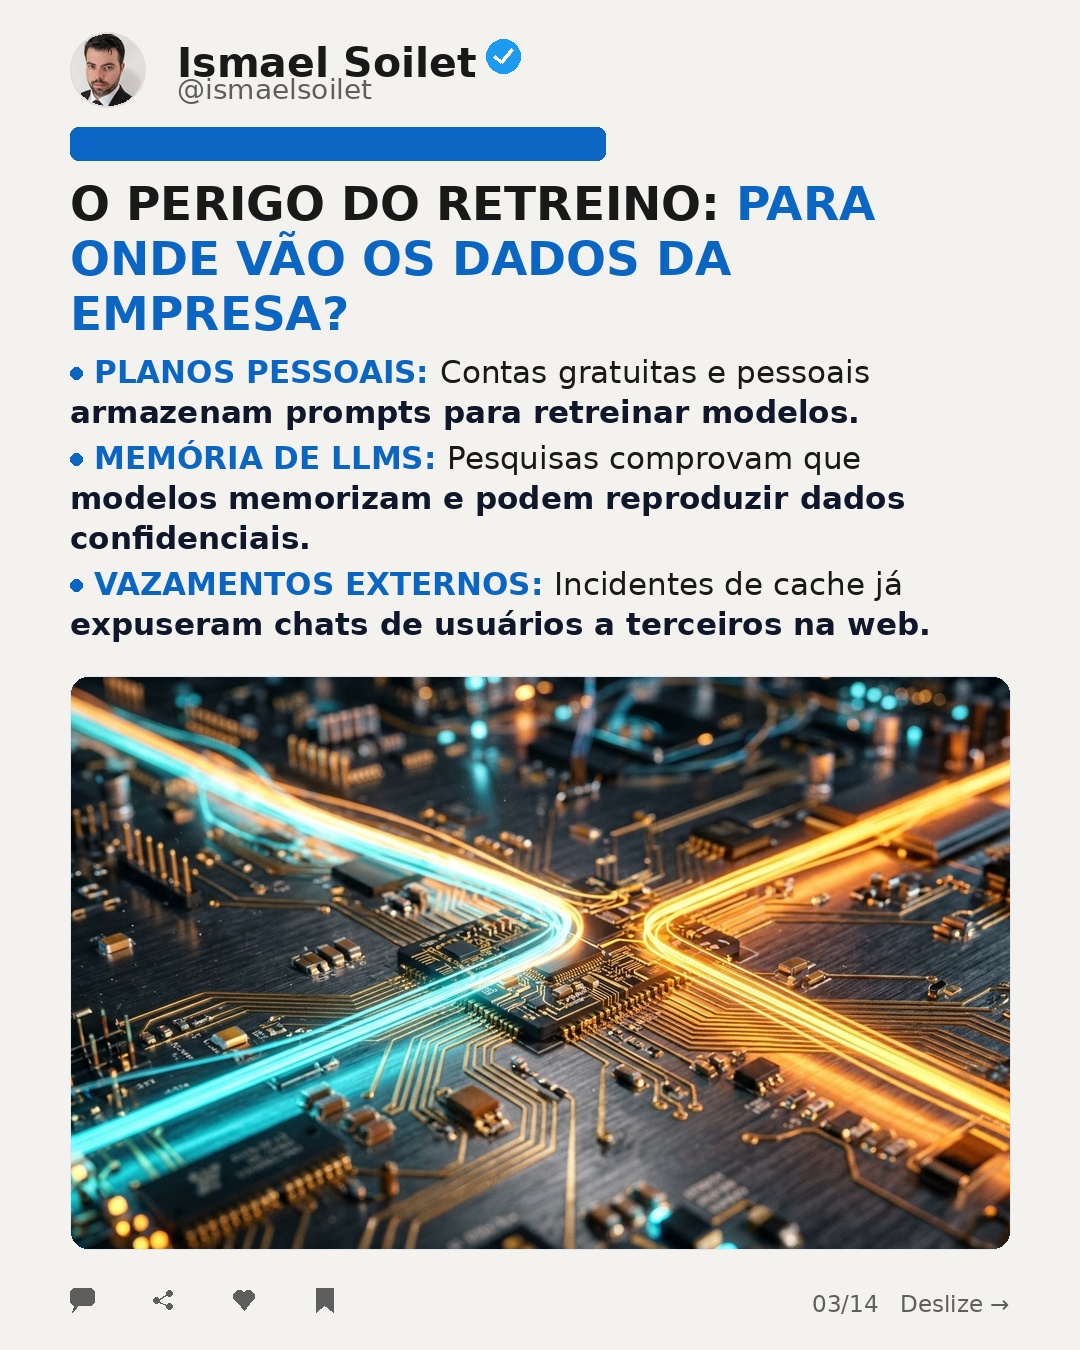 Ismael Soilet
@ismaelsoilet
O PERIGO DO RETREINO: PARA
ONDE VÃO OS DADOS DA
EMPRESA?
• PLANOS PESSOAIS: Contas gratuitas e pessoais
armazenam prompts para retreinar modelos.
• MEMÓRIA DE LLMS: Pesquisas comprovam que
modelos memorizam e podem reproduzir dados
confidenciais.
• VAZAMENTOS EXTERNOS: Incidentes de cache já
expuseram chats de usuários a terceiros na web.
03/14 Deslize →